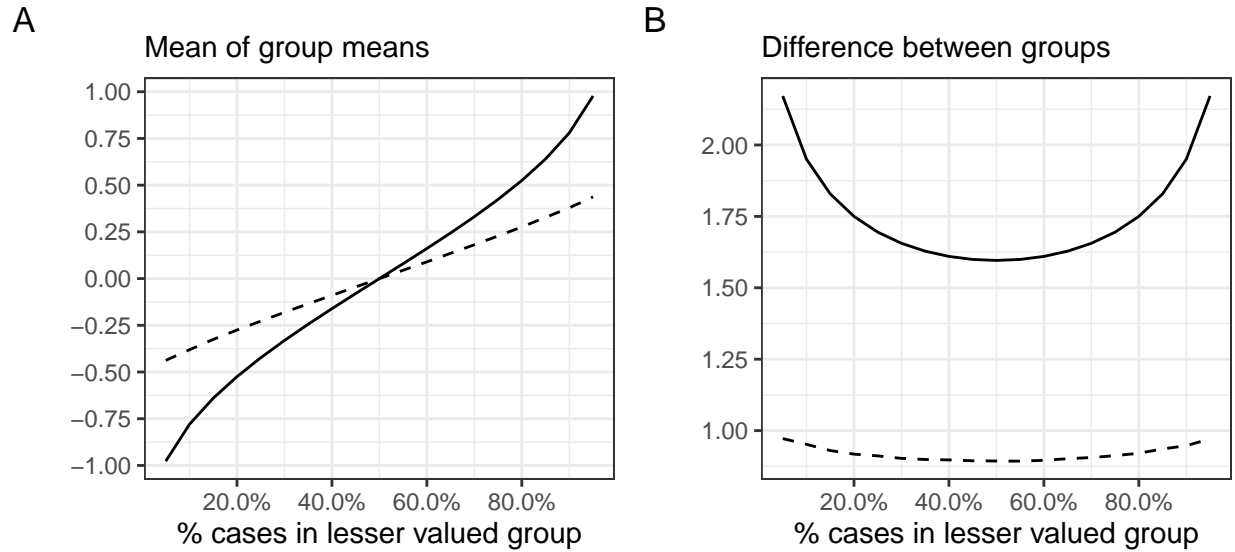 A
Mean of group means
1.00
0.75
0.50
0.25
0.00
−0.25
−0.50
−0.75
−1.00
20.0% 40.0% 60.0% 80.0%
% cases in lesser valued group
B
Difference between groups
2.00
1.75
1.50
1.25
1.00
20.0% 40.0% 60.0% 80.0%
% cases in lesser valued group